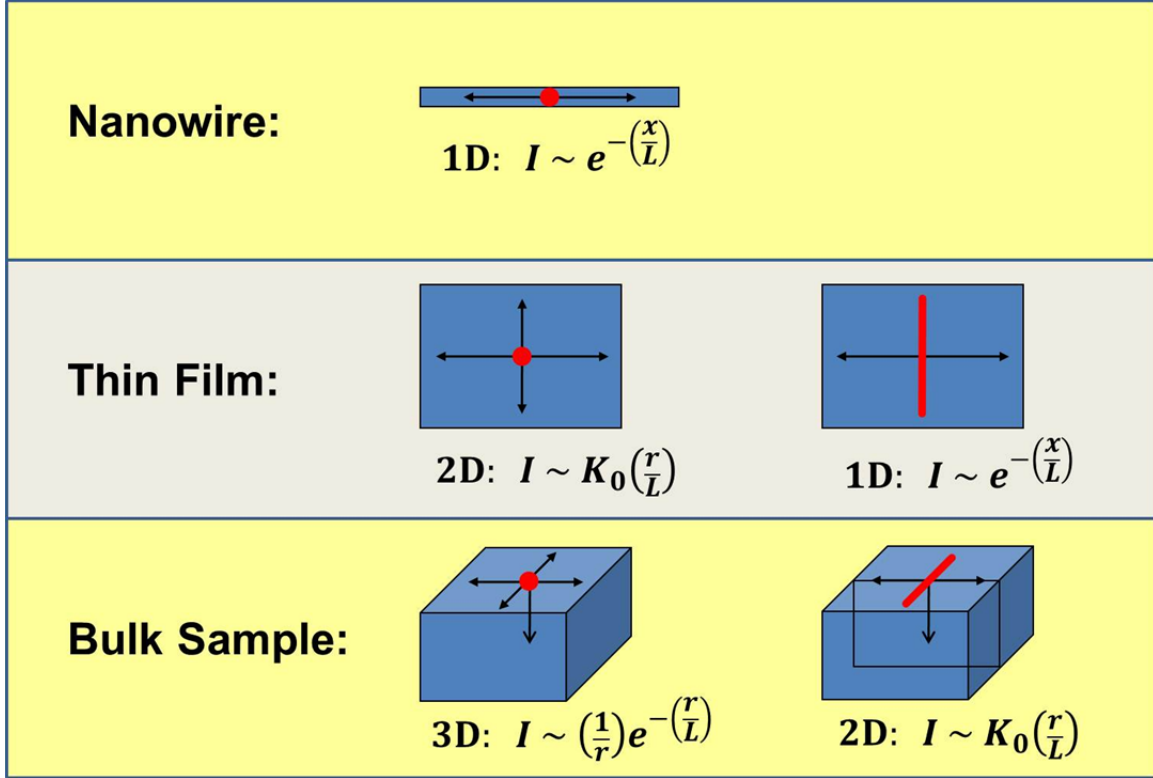 Nanowire:
1D: I ~ e^{-(x/L)}
Thin Film:
2D: I ~ K₀(r/L)
1D: I ~ e^{-(x/L)}
Bulk Sample:
3D: I ~ (1/r)e^{-(r/L)}
2D: I ~ K₀(r/L)